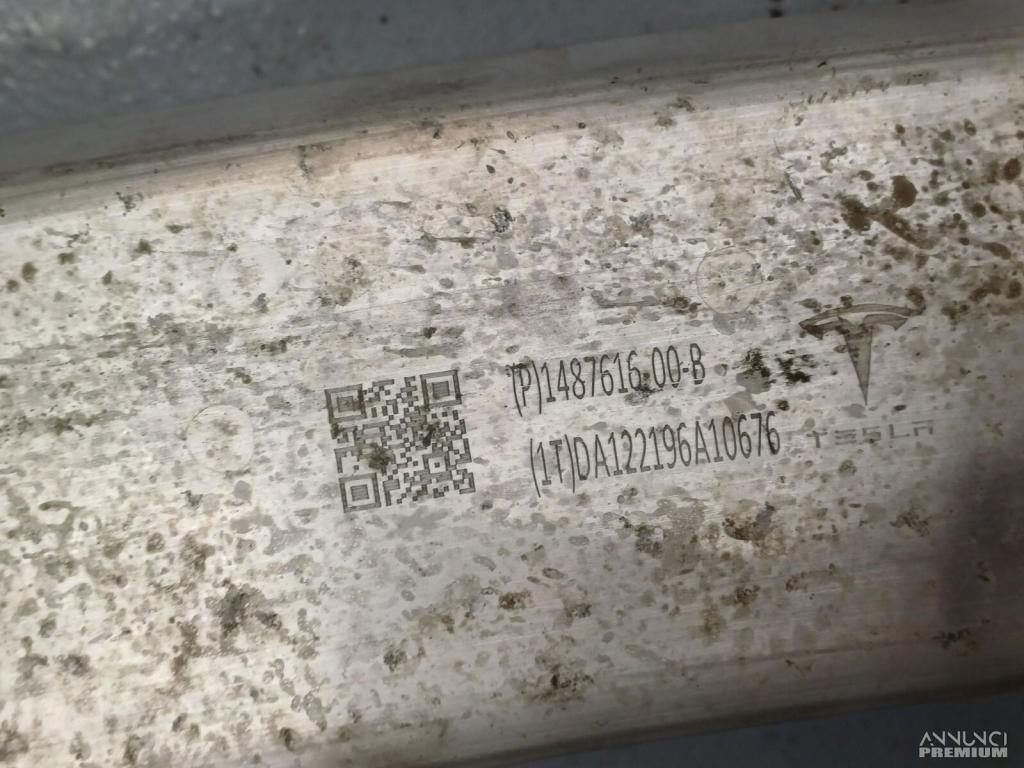 (P)1487616-00-B
(1T)DA122196A10676
TESLA
ANNUNCI
PREMIUM